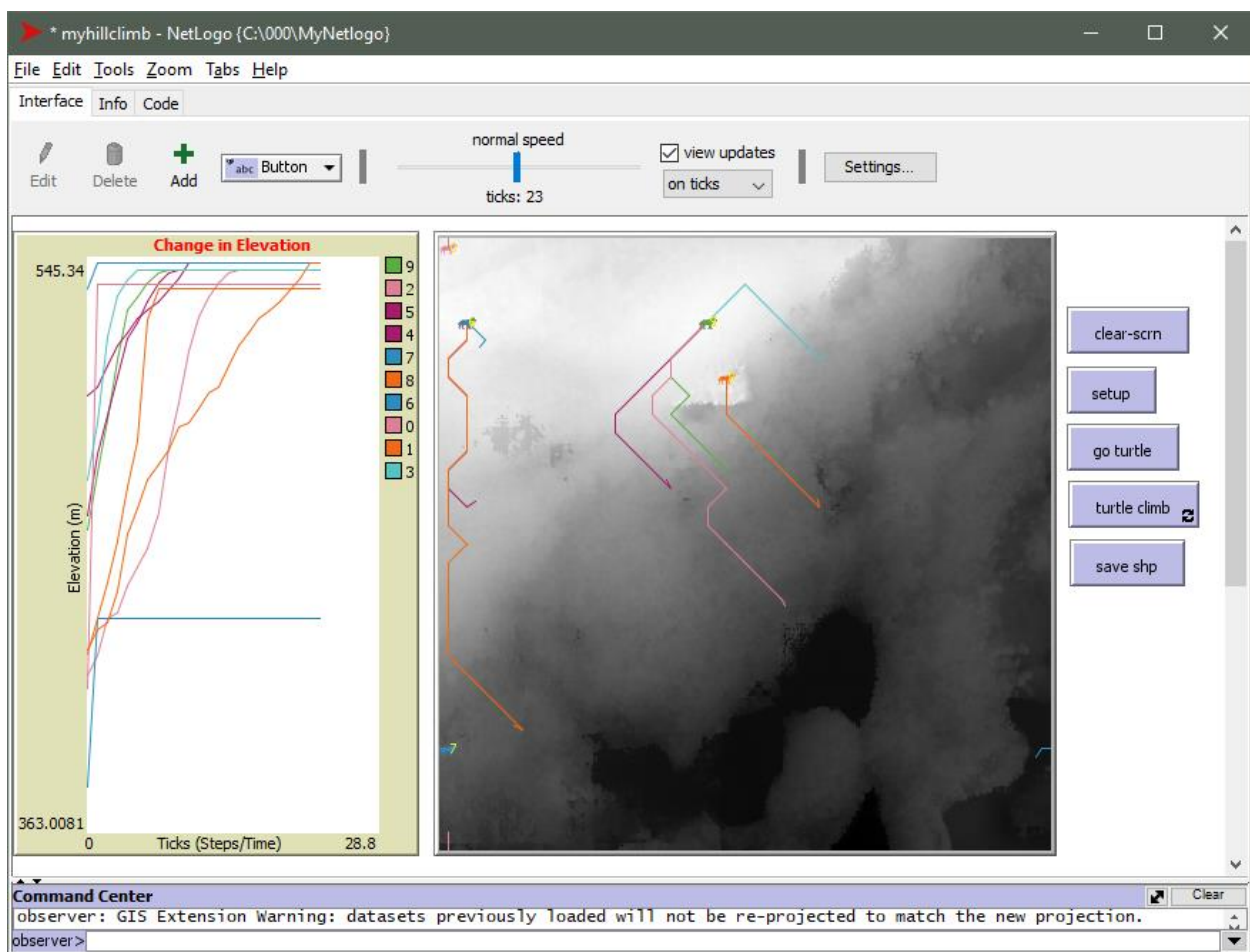 * myhillclimb - NetLogo {C:\000\MyNetlogo}
File Edit Tools Zoom Tabs Help
Interface Info Code
Edit Delete Add abc Button normal speed ticks: 23 view updates on ticks Settings...
Change in Elevation
545.34
Elevation (m)
363.0081
0 Ticks (Steps/Time) 28.8
9
2
5
4
7
8
6
0
1
3
7
clear-scrn
setup
go turtle
turtle climb
save shp
Command Center Clear
observer: GIS Extension Warning: datasets previously loaded will not be re-projected to match the new projection.
observer>